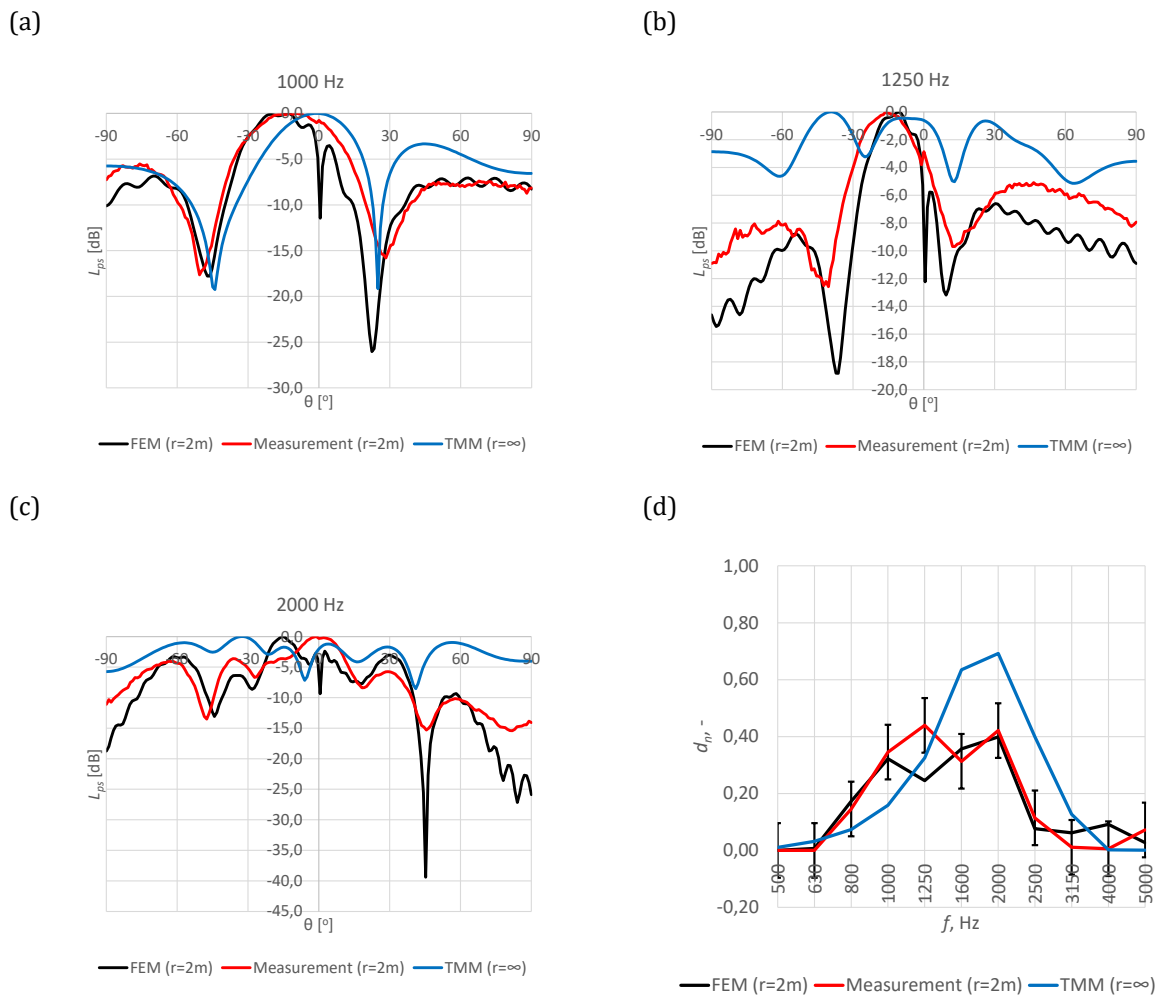 (a)
(b)
1000 Hz
0,0
-90 -60 -30 0 30 60 90
-5,0
-10,0
-15,0
-20,0
-25,0
-30,0
Lps [dB]
θ [o]
FEM (r=2m) Measurement (r=2m) TMM (r=∞)
1250 Hz
0,0
-90 -60 -30 0 30 60 90
-2,0
-4,0
-6,0
-8,0
-10,0
-12,0
-14,0
-16,0
-18,0
-20,0
Lps [dB]
θ [o]
FEM (r=2m) Measurement (r=2m) TMM (r=∞)
(c)
(d)
2000 Hz
0,0
-90 -60 -30 0 30 60 90
-5,0
-10,0
-15,0
-20,0
-25,0
-30,0
-35,0
-40,0
-45,0
Lps [dB]
θ [o]
FEM (r=2m) Measurement (r=2m) TMM (r=∞)
1,00
0,80
0,60
0,40
0,20
0,00
-0,20
dn, -
500 630 800 1000 1250 1600 2000 2500 3150 4000 5000
f, Hz
FEM (r=2m) Measurement (r=2m) TMM (r=∞)